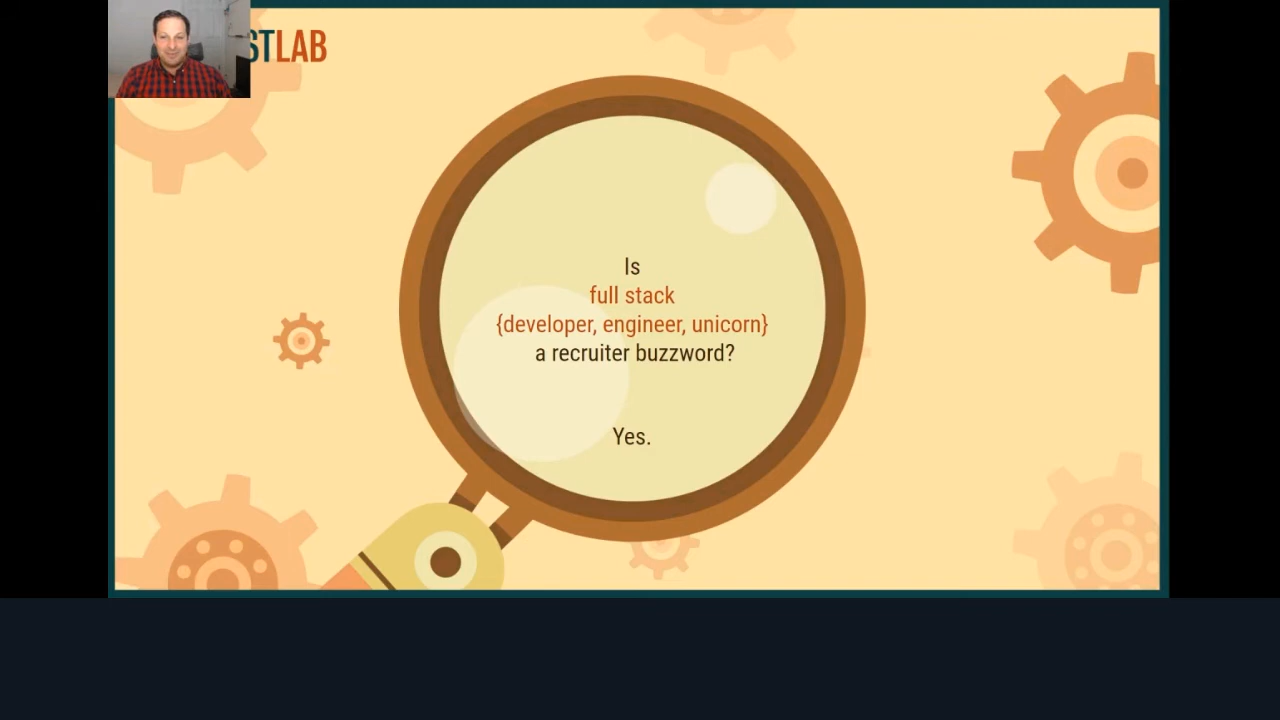 STLAB
Is
full stack
{developer, engineer, unicorn}
a recruiter buzzword?
Yes.